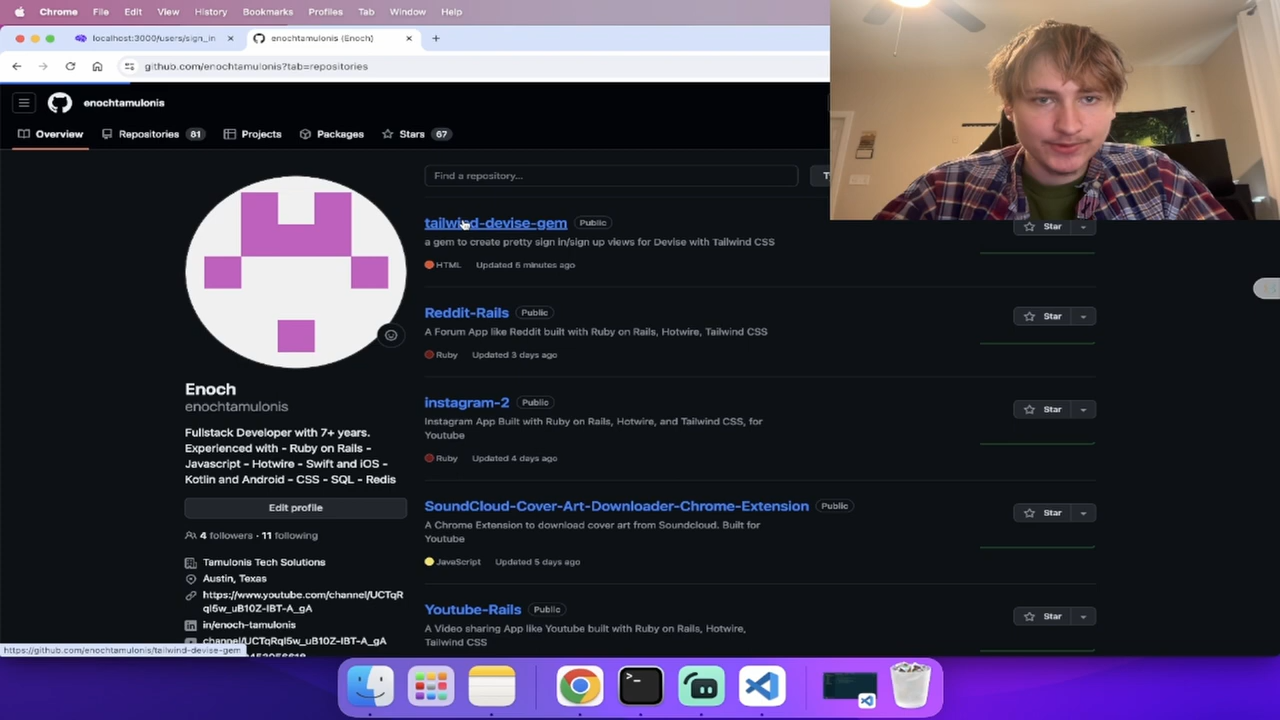 Chrome File Edit View History Bookmarks Profiles Tab Window Help
localhost:3000/users/sign_in
enochtamulonis (Enoch)
github.com/enochtamulonis?tab=repositories
enochtamulonis
Overview
Repositories 81
Projects
Packages
Stars 67
Find a repository...
tailwind-devise-gem Public
Star
a gem to create pretty sign in/sign up views for Devise with Tailwind CSS
HTML Updated 6 minutes ago
Reddit-Rails Public
Star
A Forum App like Reddit built with Ruby on Rails, Hotwire, Tailwind CSS
Ruby Updated 3 days ago
instagram-2 Public
Star
Instagram App Built with Ruby on Rails, Hotwire, and Tailwind CSS, for
Youtube
Ruby Updated 4 days ago
SoundCloud-Cover-Art-Downloader-Chrome-Extension Public
Star
A Chrome Extension to download cover art from Soundcloud. Built for
Youtube
JavaScript Updated 5 days ago
Youtube-Rails Public
Star
A Video sharing App like Youtube built with Ruby on Rails, Hotwire,
Tailwind CSS
Enoch
enochtamulonis
Fullstack Developer with 7+ years.
Experienced with - Ruby on Rails -
Javascript - Hotwire - Swift and iOS -
Kotlin and Android - CSS - SQL - Redis
Edit profile
4 followers · 11 following
Tamulonis Tech Solutions
Austin, Texas
https://www.youtube.com/channel/UCTqR
ql5w_uB10Z-IBT-A_gA
in/enoch-tamulonis
channel/UCTqRql5w_uB10Z-IBT-A_gA
https://github.com/enochtamulonis/tailwind-devise-gem